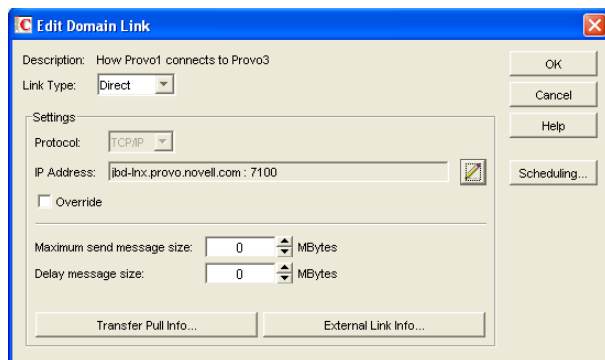 Edit Domain Link
Description: How Provo1 connects to Provo3
Link Type: Direct
Settings
Protocol: TCP/IP
IP Address: jbd-lnx.provo.novell.com : 7100
Override
Maximum send message size: 0 MBytes
Delay message size: 0 MBytes
Transfer Pull Info... External Link Info...
OK
Cancel
Help
Scheduling...